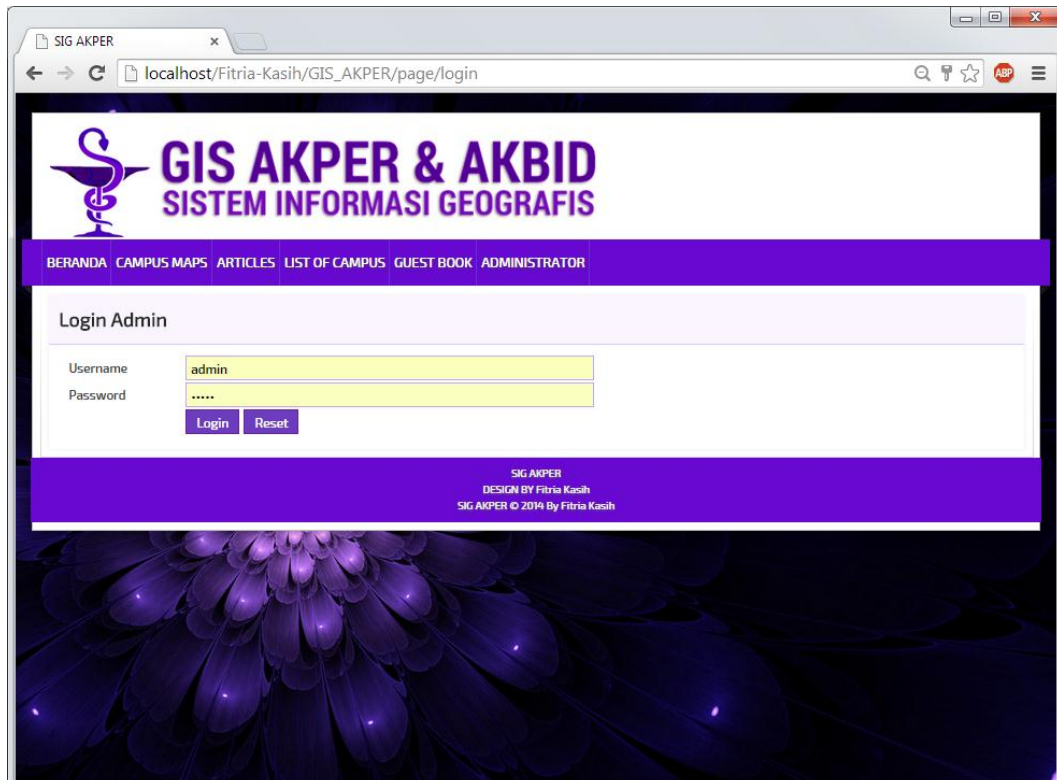 SIG AKPER
localhost/Fitria-Kasih/GIS_AKPER/page/login
ABP
GIS AKPER & AKBID
SISTEM INFORMASI GEOGRAFIS
BERANDA CAMPUS MAPS ARTICLES LIST OF CAMPUS GUEST BOOK ADMINISTRATOR
Login Admin
Username admin
Password •••••
Login Reset
SIG AKPER
DESIGN BY Fitria Kasih
SIG AKPER © 2014 By Fitria Kasih